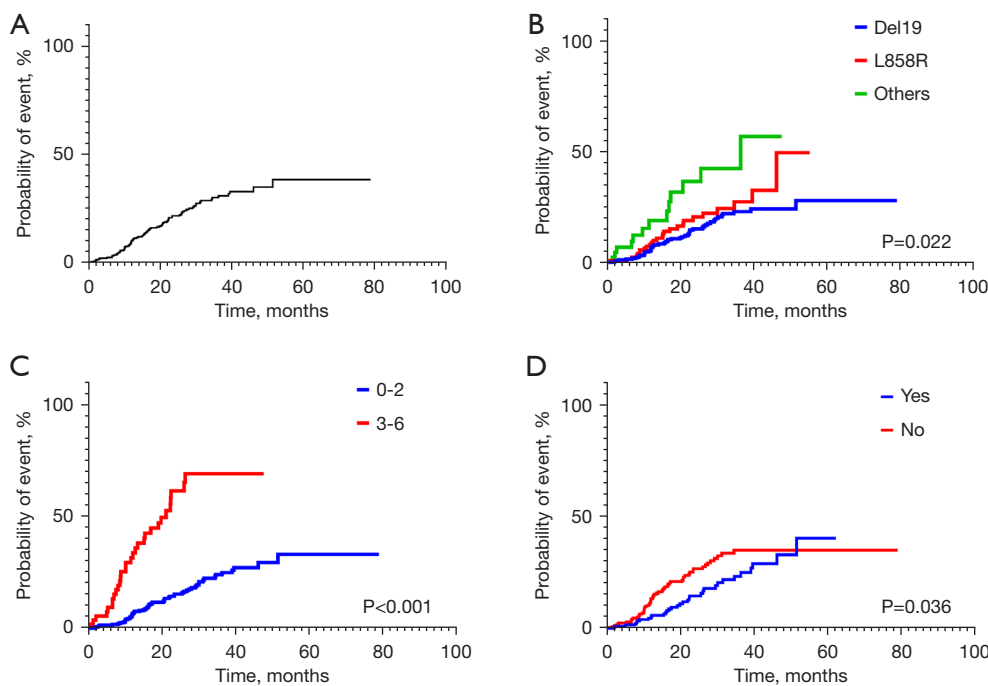 A
Probability of event, %
100
50
0
0 20 40 60 80 100
Time, months
B
Probability of event, %
100
50
0
Del19
L858R
Others
P=0.022
0 20 40 60 80 100
Time, months
C
Probability of event, %
100
50
0
0-2
3-6
P<0.001
0 20 40 60 80 100
Time, months
D
Probability of event, %
100
50
0
Yes
No
P=0.036
0 20 40 60 80 100
Time, months